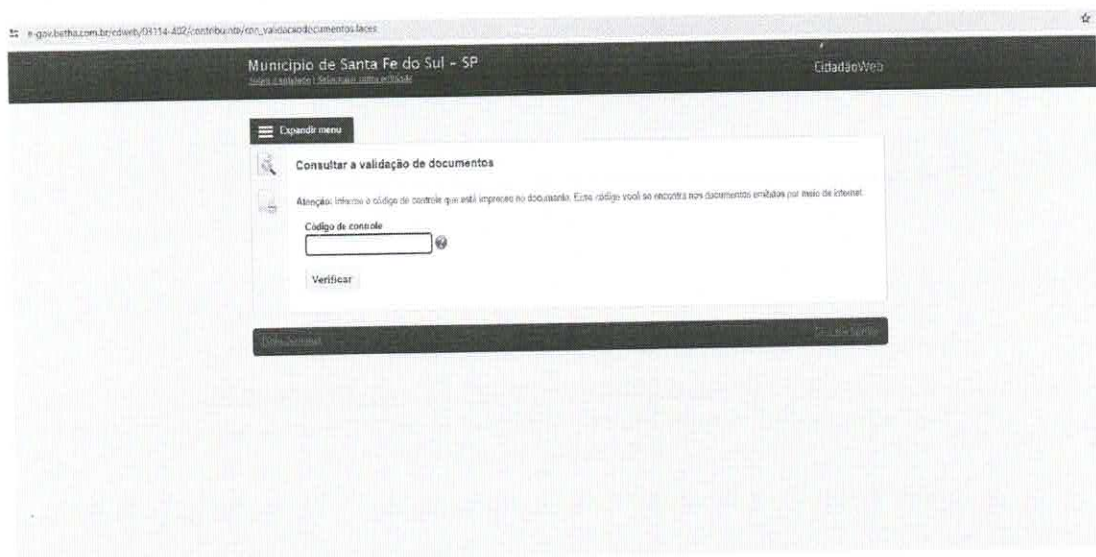 e-gov.betha.com.br/cdweb/03114-402/contribuinte/con_validacaodocumentos.faces
Município de Santa Fe do Sul - SP
CidadãoWeb
Expandir menu
Consultar a validação de documentos
Atenção: Informe o código de controle que está impresso no documento. Esse código você se encontra nos documentos emitidos por meio de internet.
Código de controle
Verificar